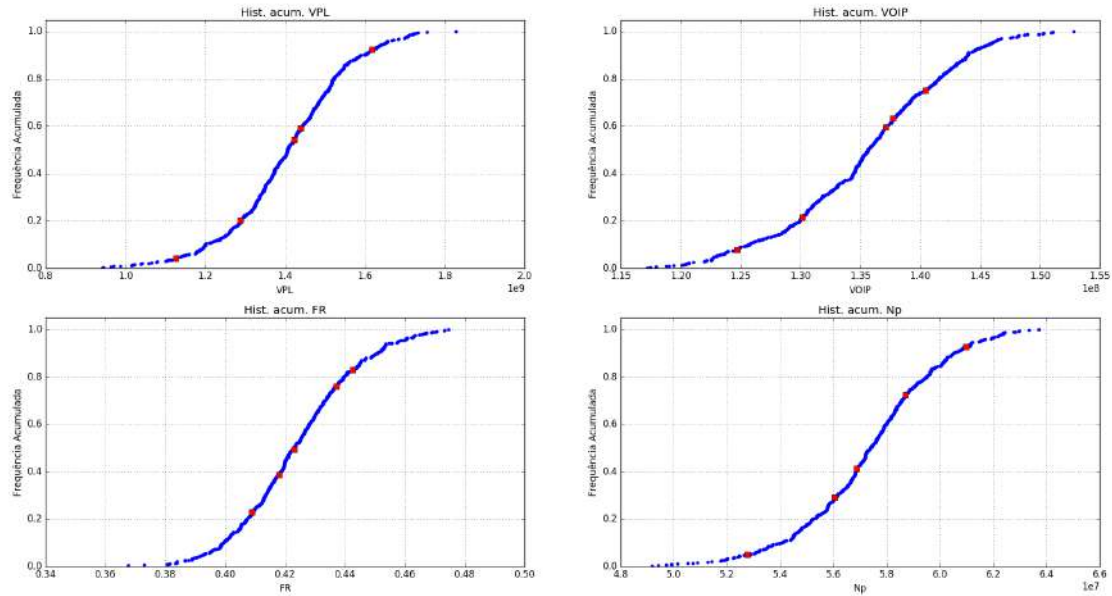 Hist. acum. VPL
Frequência Acumulada
1.0
0.8
0.6
0.4
0.2
0.0
0.8 1.0 1.2 1.4 1.6 1.8 2.0
VPL
1e9
Hist. acum. VOIP
Frequência Acumulada
1.0
0.8
0.6
0.4
0.2
0.0
1.15 1.20 1.25 1.30 1.35 1.40 1.45 1.50 1.55
VOIP
1e8
Hist. acum. FR
Frequência Acumulada
1.0
0.8
0.6
0.4
0.2
0.0
0.34 0.36 0.38 0.40 0.42 0.44 0.46 0.48 0.50
FR
Hist. acum. Np
Frequência Acumulada
1.0
0.8
0.6
0.4
0.2
0.0
4.8 5.0 5.2 5.4 5.6 5.8 6.0 6.2 6.4 6.6
Np
1e7